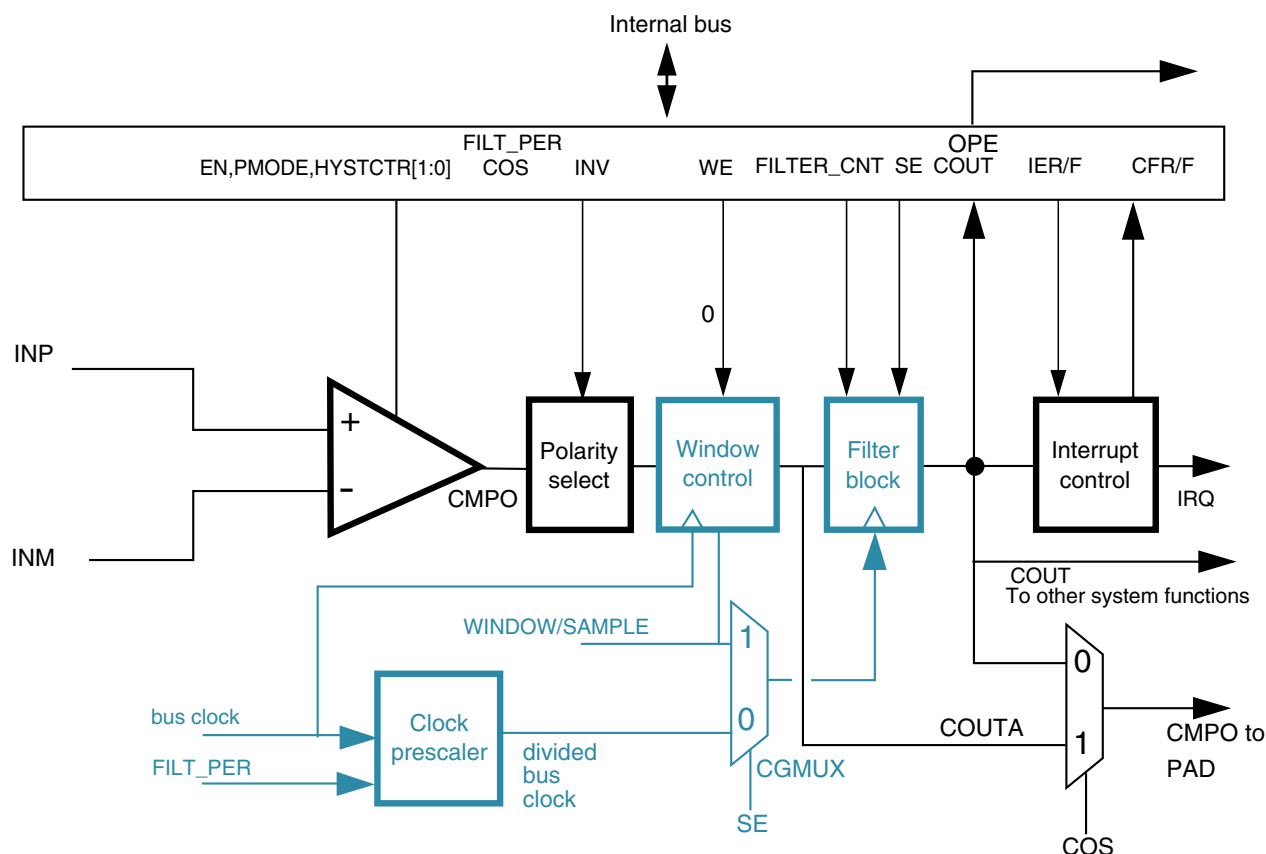 Internal bus
FILT_PER
OPE
EN,PMODE,HYSTCTR[1:0] COS INV WE FILTER_CNT SE COUT IER/F CFR/F
0
INP
+
-
INM
CMPO
Polarity
select
Window
control
Filter
block
Interrupt
control
IRQ
COUT
To other system functions
WINDOW/SAMPLE
1
0
bus clock
FILT_PER
Clock
prescaler
divided
bus
clock
CGMUX
SE
COUTA
0
1
CMPO to
PAD
COS